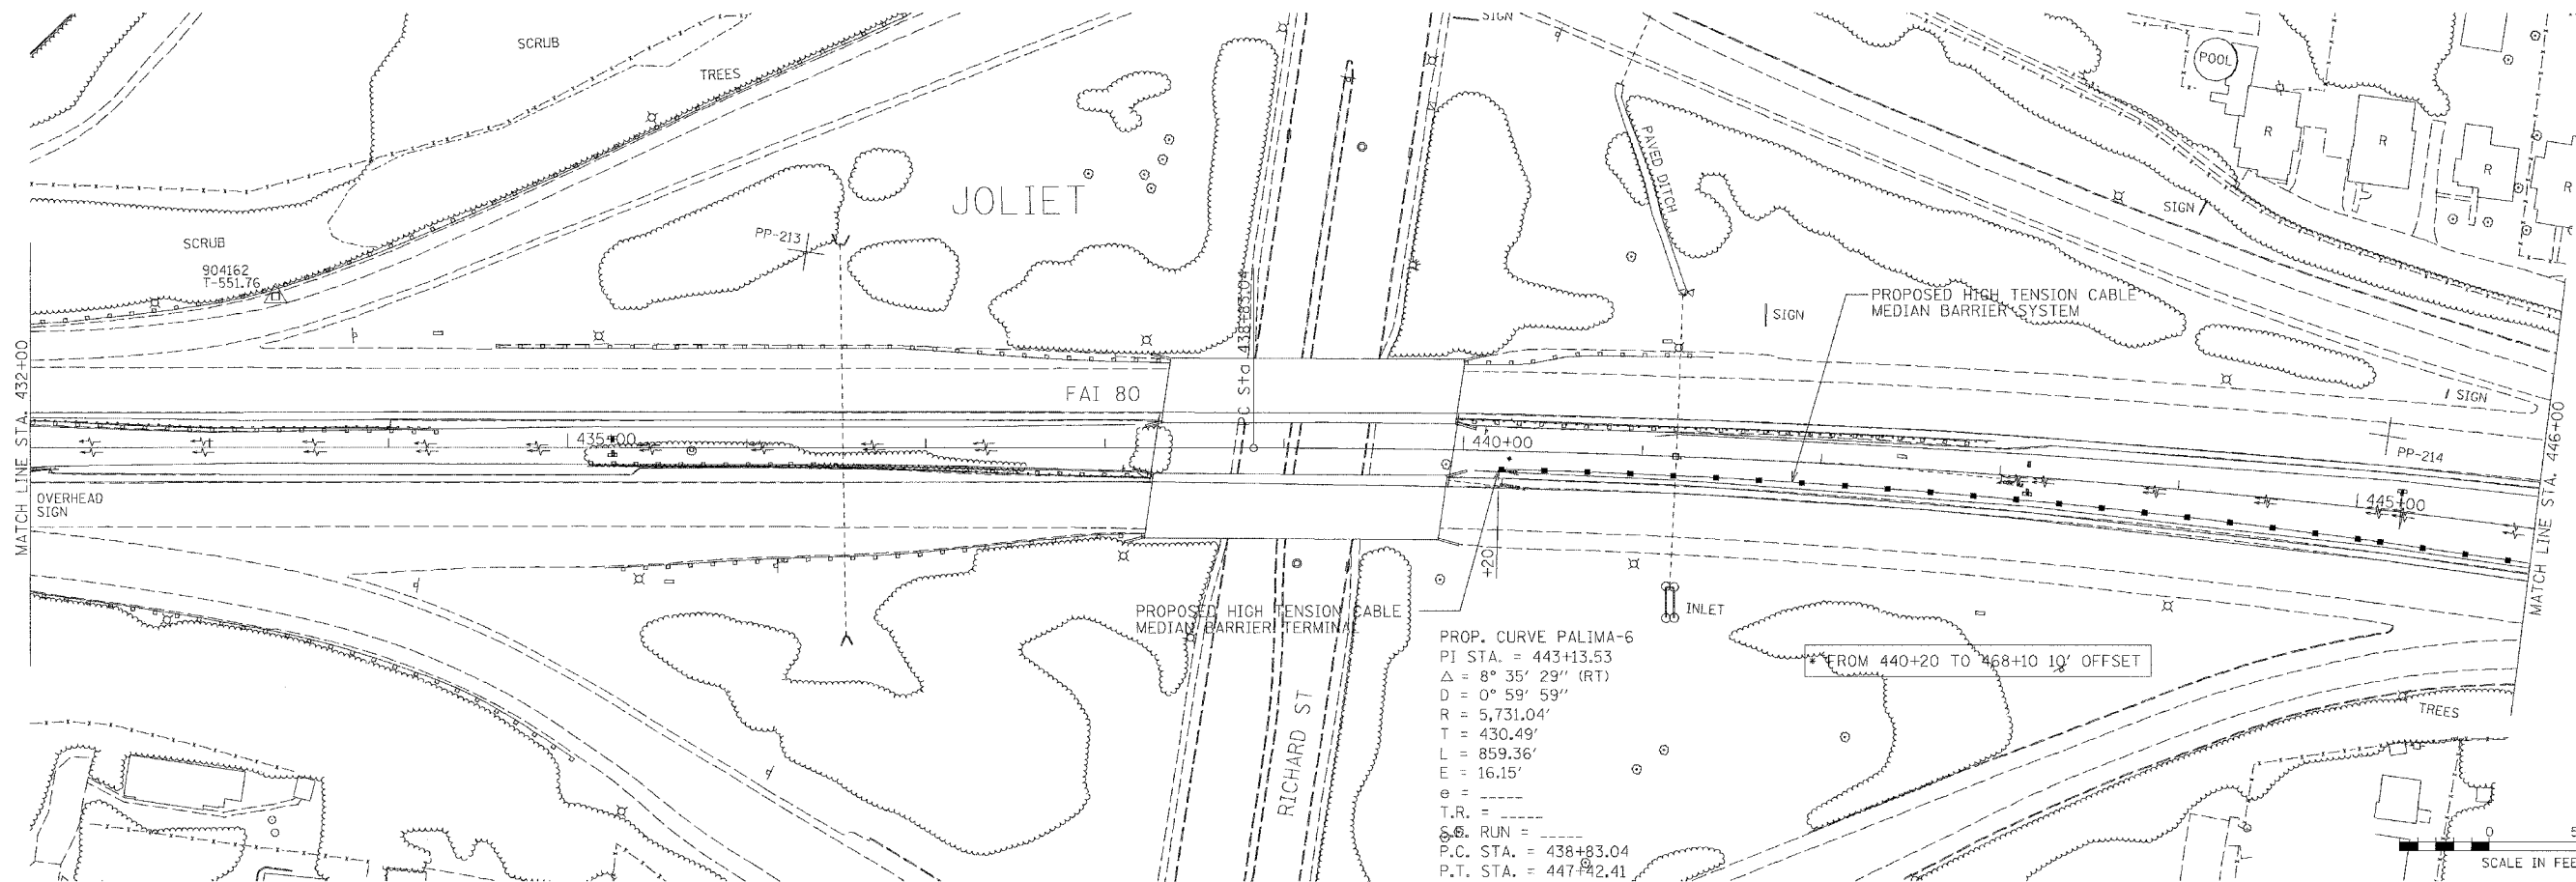 SCRUB
TREES
SIGN
POOL
R
R
R
R
PAVED DITCH
SIGN
JOLIET
PP-213
SCRUB
904162
T-551.76
PC Sta 438+83.04
PROPOSED HIGH TENSION CABLE
MEDIAN BARRIER SYSTEM
SIGN
MATCH LINE STA. 432+00
FAI 80
SIGN
MATCH LINE STA. 446+00
435+00
440+00
PP-214
445+00
OVERHEAD
SIGN
+20
PROPOSED HIGH TENSION CABLE
MEDIAN BARRIER TERMINAL
INLET
PROP. CURVE PALIMA-6
PI STA. = 443+13.53
Δ = 8° 35' 29'' (RT)
D = 0° 59' 59''
R = 5,731.04'
T = 430.49'
L = 859.36'
E = 16.15'
e = -----
T.R. = -----
S.E. RUN = -----
P.C. STA. = 438+83.04
P.T. STA. = 447+42.41
* FROM 440+20 TO 468+10 10' OFFSET
RICHARD ST
TREES
0
SCALE IN FEE